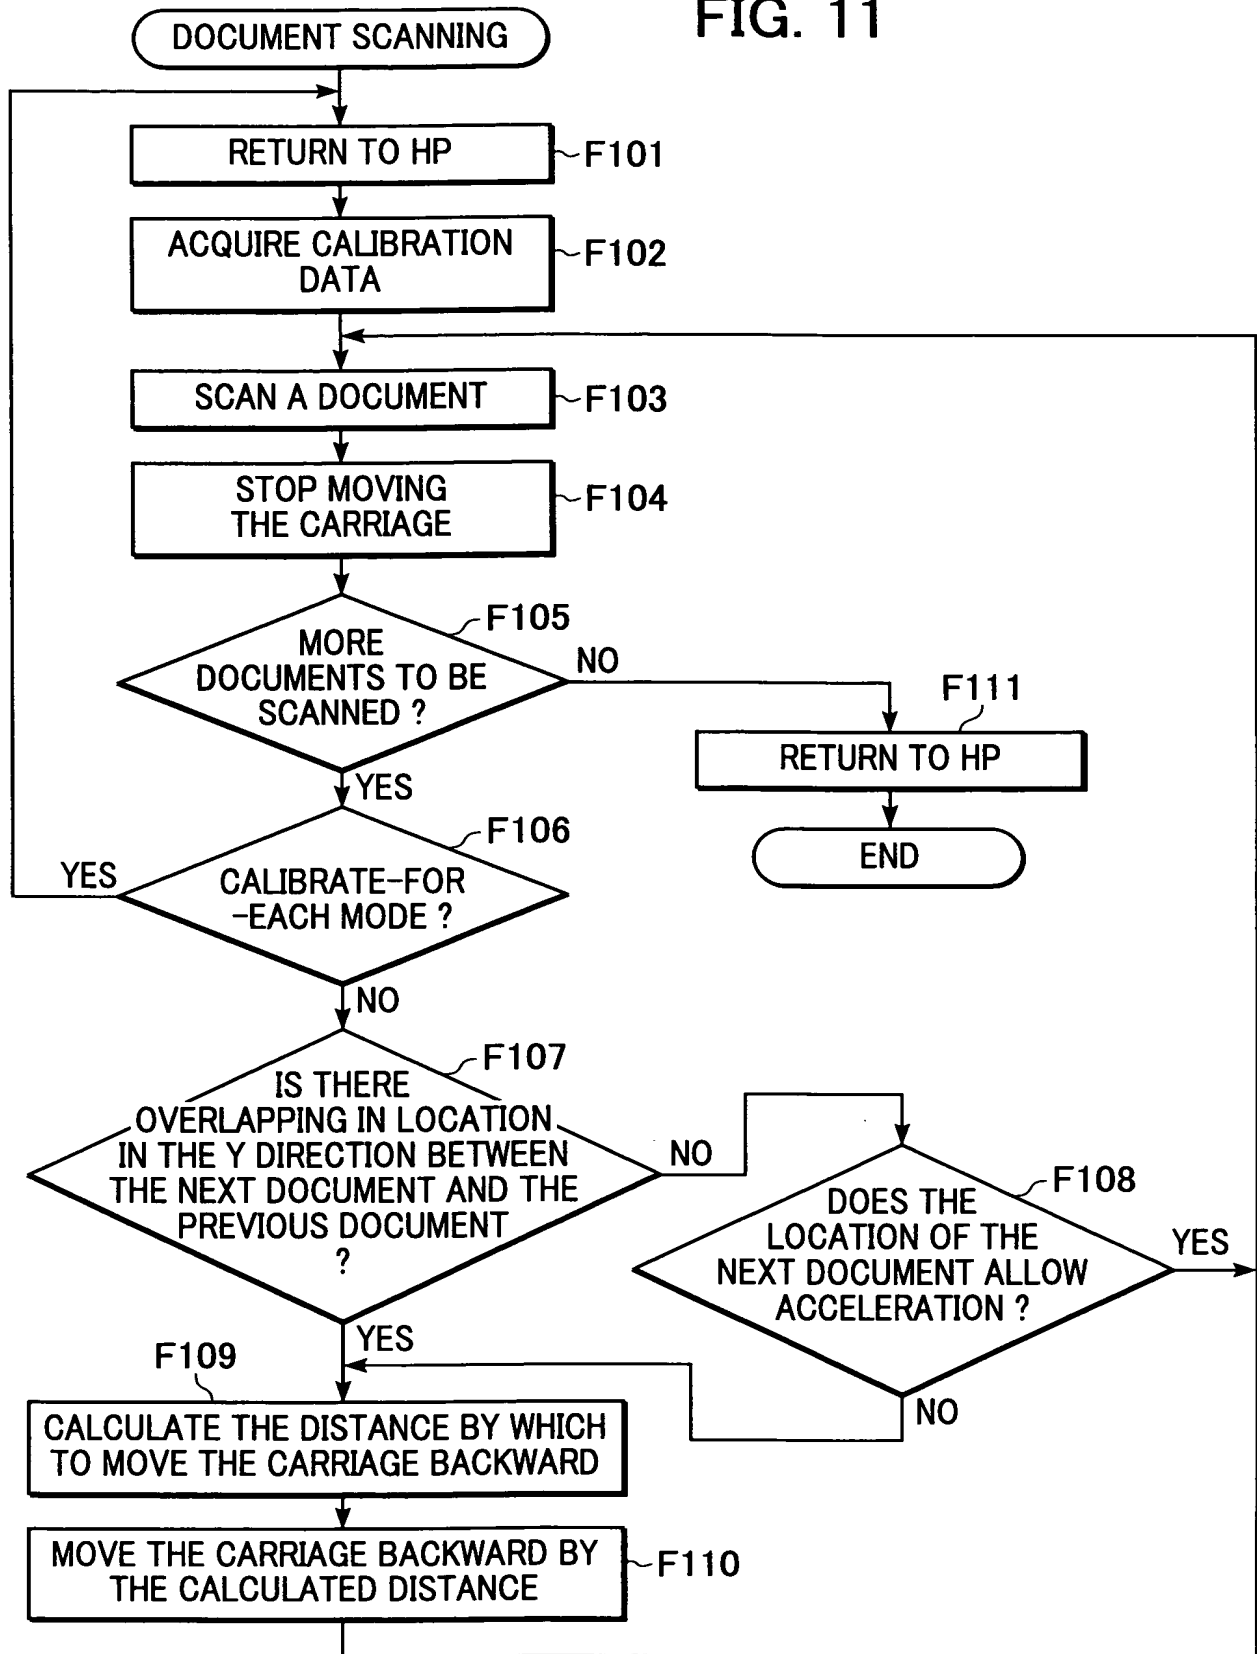 FIG. 11
DOCUMENT SCANNING
RETURN TO HP
F101
ACQUIRE CALIBRATION
DATA
F102
SCAN A DOCUMENT
F103
STOP MOVING
THE CARRIAGE
F104
F105
MORE
DOCUMENTS TO BE
SCANNED ?
NO
F111
RETURN TO HP
END
YES
F106
CALIBRATE-FOR
-EACH MODE ?
YES
NO
F107
IS THERE
OVERLAPPING IN LOCATION
IN THE Y DIRECTION BETWEEN
THE NEXT DOCUMENT AND THE
PREVIOUS DOCUMENT
?
NO
F108
DOES THE
LOCATION OF THE
NEXT DOCUMENT ALLOW
ACCELERATION ?
YES
NO
YES
F109
CALCULATE THE DISTANCE BY WHICH
TO MOVE THE CARRIAGE BACKWARD
MOVE THE CARRIAGE BACKWARD BY
THE CALCULATED DISTANCE
F110